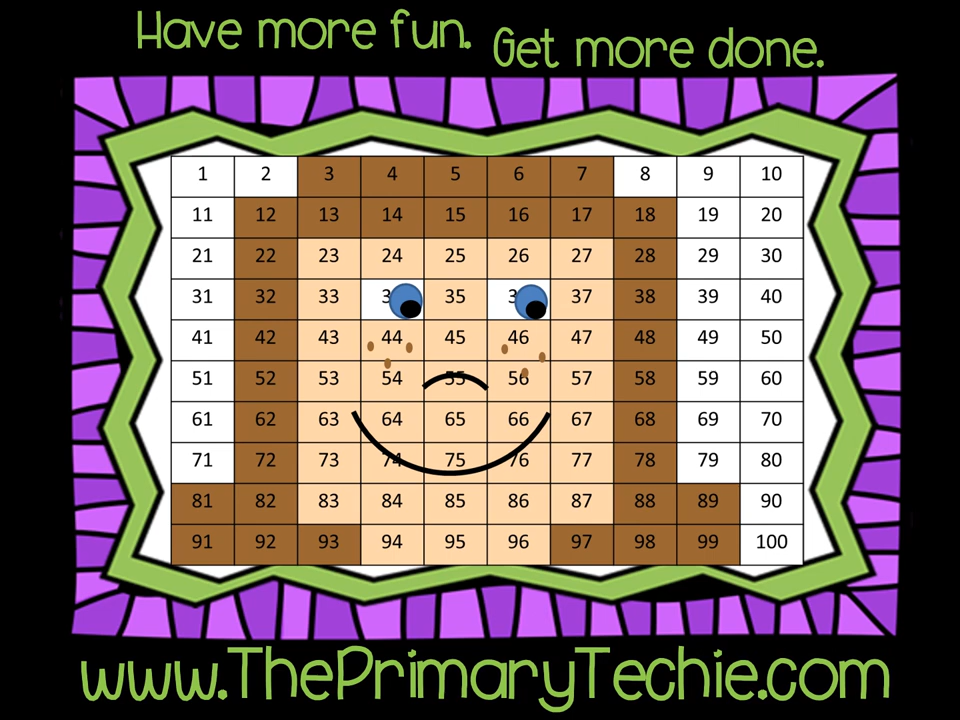 Have more fun. Get more done.
1 2 3 4 5 6 7 8 9 10
11 12 13 14 15 16 17 18 19 20
21 22 23 24 25 26 27 28 29 30
31 32 33 3 35 3 37 38 39 40
41 42 43 44 45 46 47 48 49 50
51 52 53 54 55 56 57 58 59 60
61 62 63 64 65 66 67 68 69 70
71 72 73 74 75 76 77 78 79 80
81 82 83 84 85 86 87 88 89 90
91 92 93 94 95 96 97 98 99 100
www.ThePrimaryTechie.com